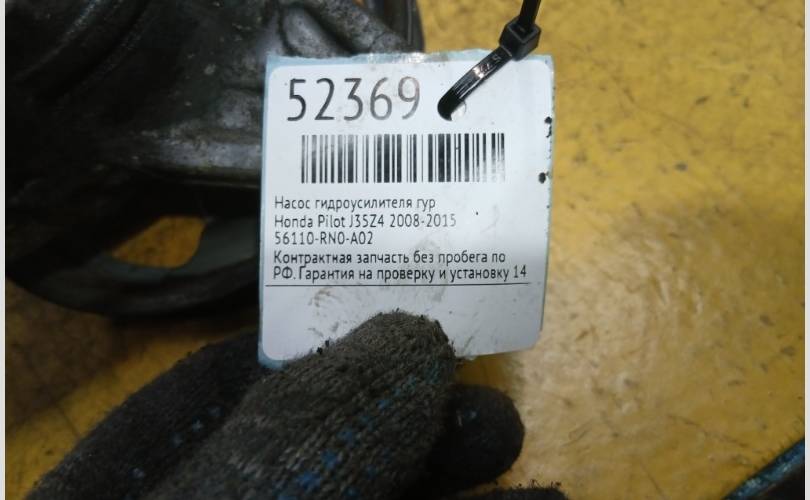 52369
Насос гидроусилителя гур
Honda Pilot J35Z4 2008-2015
56110-RN0-A02
Контрактная запчасть без пробега по
РФ. Гарантия на проверку и установку 14